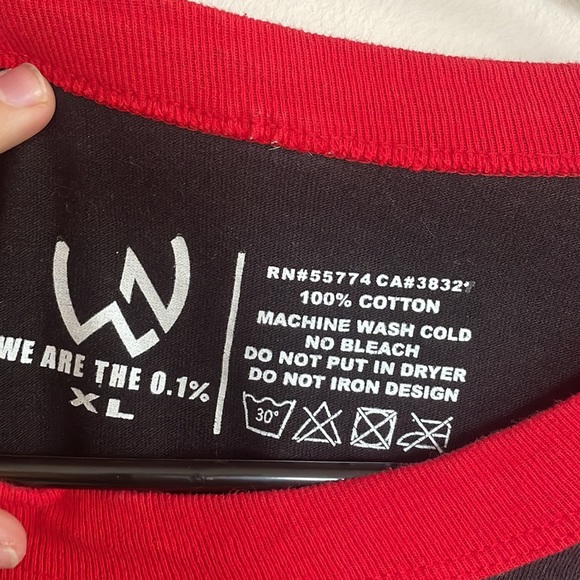 WE ARE THE 0.1%
XL
RN#55774 CA#3832
100% COTTON
MACHINE WASH COLD
NO BLEACH
DO NOT PUT IN DRYER
DO NOT IRON DESIGN
30°